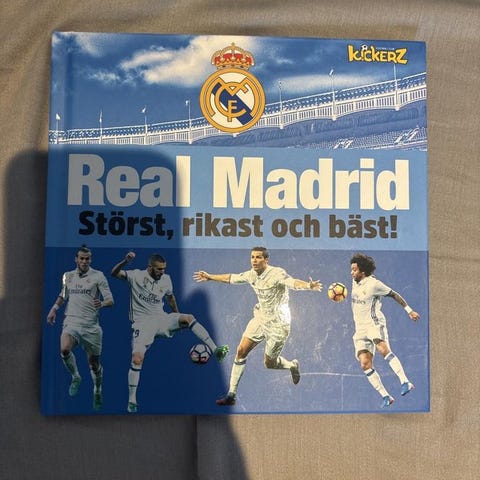 KicKERZ
Real Madrid
Störst, rikast och bäst!